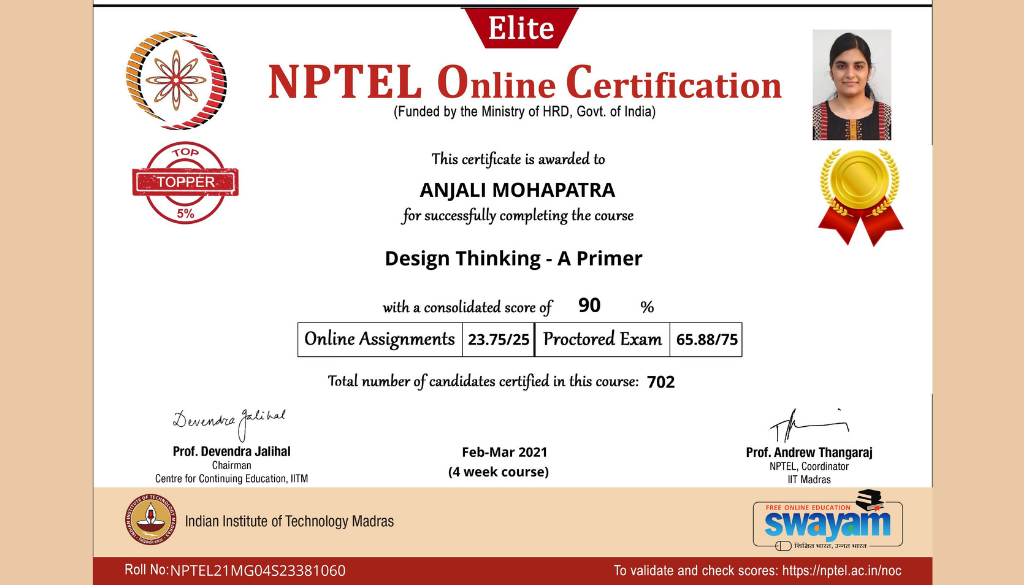 Elite
NPTEL Online Certification
(Funded by the Ministry of HRD, Govt. of India)
TOP
TOPPER
5%
This certificate is awarded to
ANJALI MOHAPATRA
for successfully completing the course
Design Thinking - A Primer
with a consolidated score of 90 %
Online Assignments 23.75/25 Proctored Exam 65.88/75
Total number of candidates certified in this course: 702
Devendra Jalihal
Prof. Devendra Jalihal
Chairman
Centre for Continuing Education, IITM
Feb-Mar 2021
(4 week course)
Prof. Andrew Thangaraj
NPTEL, Coordinator
IIT Madras
Indian Institute of Technology Madras
FREE ONLINE EDUCATION
swayam
शिक्षित भारत, उन्नत भारत
Roll No: NPTEL21MG04S23381060
To validate and check scores: https://nptel.ac.in/noc